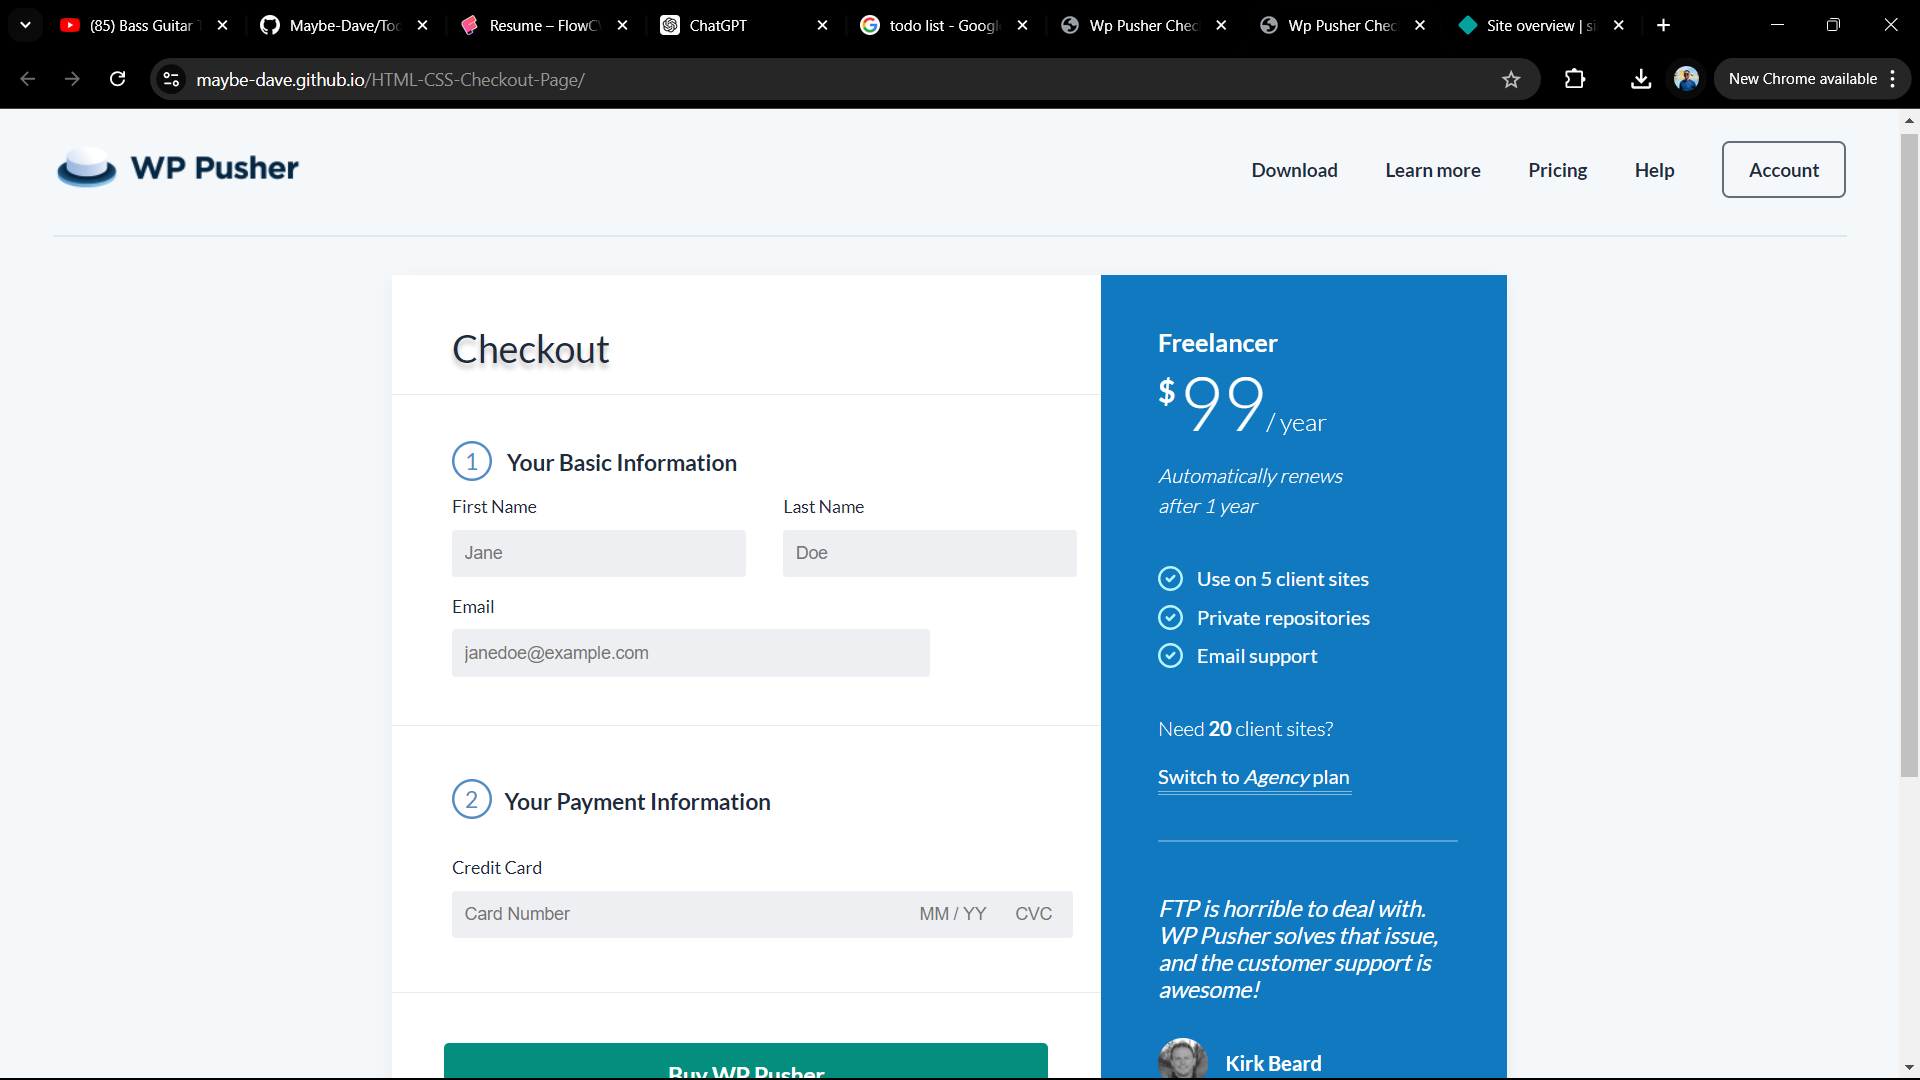 (85) Bass Guitar T
Maybe-Dave/Toc
Resume – FlowC
ChatGPT
todo list - Google
Wp Pusher Chec
Wp Pusher Chec
Site overview | si
maybe-dave.github.io/HTML-CSS-Checkout-Page/
New Chrome available
WP Pusher
Download
Learn more
Pricing
Help
Account
Checkout
1 Your Basic Information
First Name
Last Name
Jane
Doe
Email
janedoe@example.com
2 Your Payment Information
Credit Card
Card Number
MM / YY
CVC
Buy WP Pusher
Freelancer
$99/ year
Automatically renews
after 1 year
Use on 5 client sites
Private repositories
Email support
Need 20 client sites?
Switch to Agency plan
FTP is horrible to deal with.
WP Pusher solves that issue,
and the customer support is
awesome!
Kirk Beard